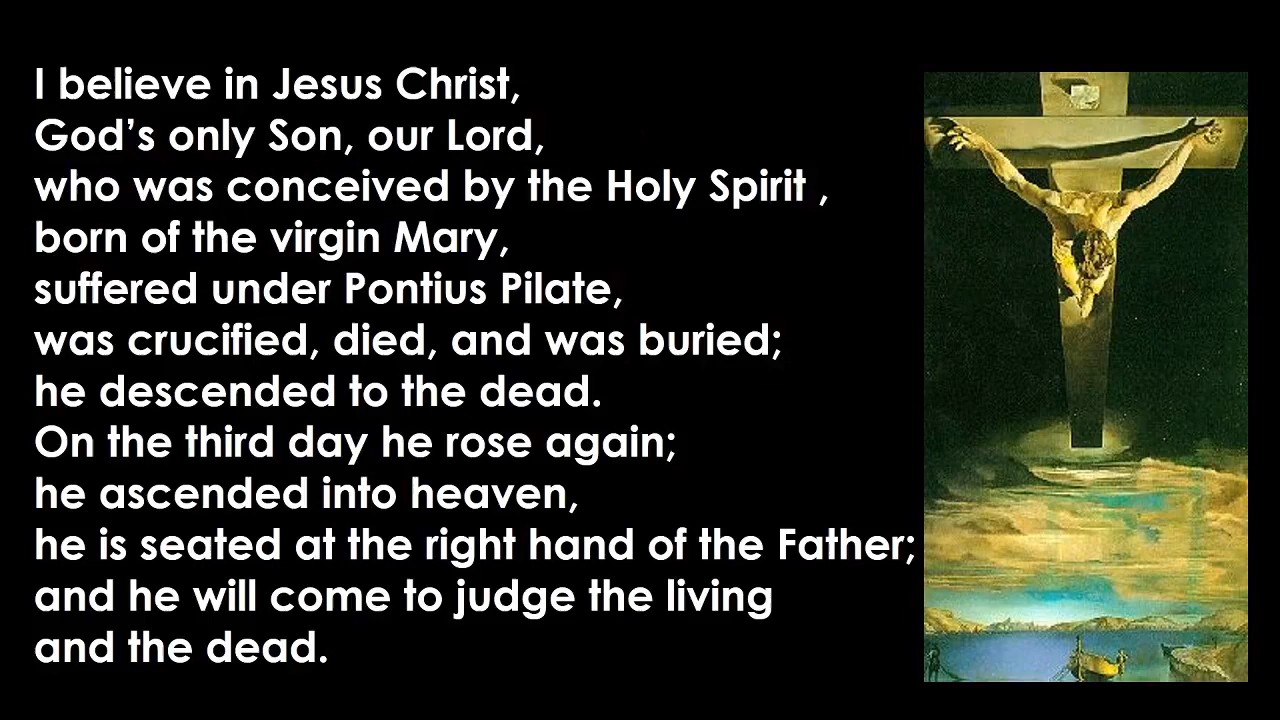 I believe in Jesus Christ,
God’s only Son, our Lord,
who was conceived by the Holy Spirit ,
born of the virgin Mary,
suffered under Pontius Pilate,
was crucified, died, and was buried;
he descended to the dead.
On the third day he rose again;
he ascended into heaven,
he is seated at the right hand of the Father;
and he will come to judge the living
and the dead.